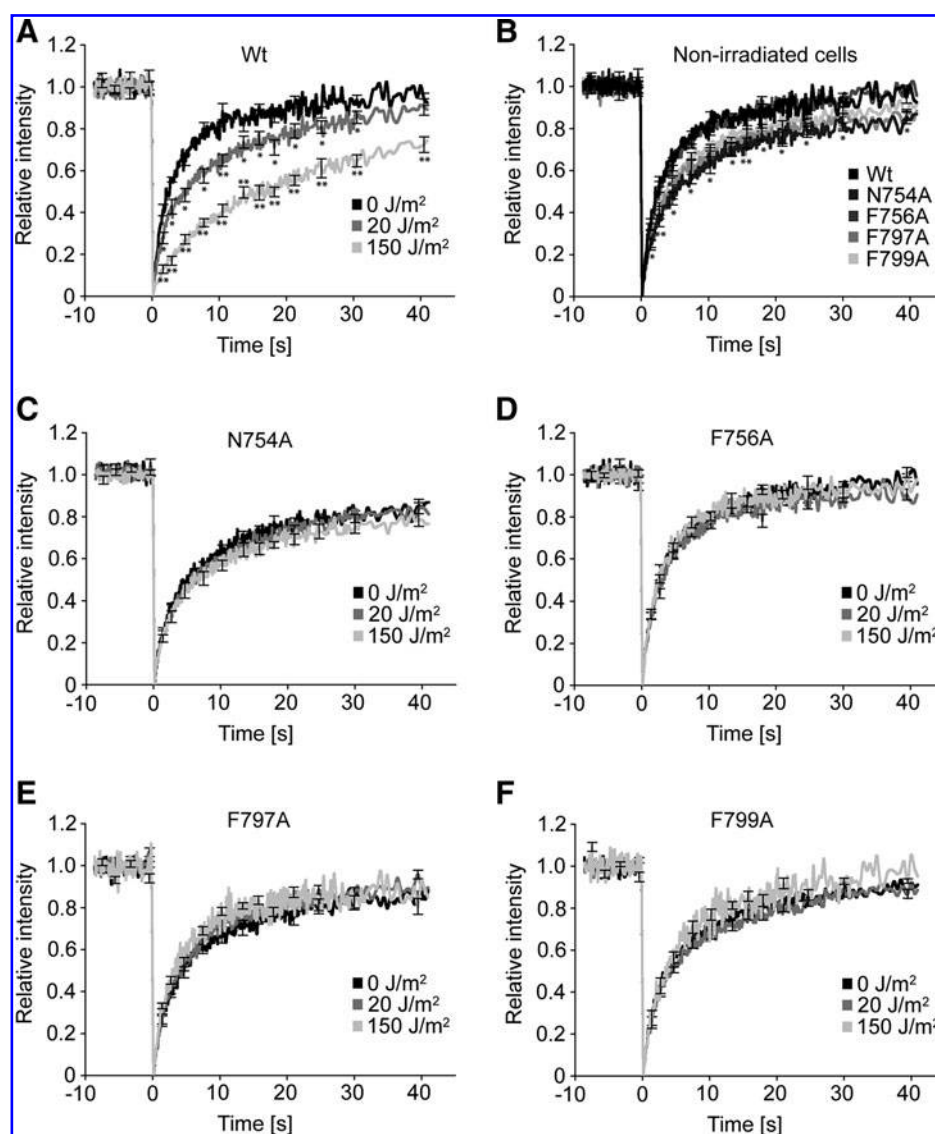 A
Wt
Relative intensity
1.2
1.0
0.8
0.6
0.4
0.2
0
-10 0 10 20 30 40
Time [s]
0 J/m²
20 J/m²
150 J/m²
B
Non-irradiated cells
Relative intensity
1.2
1.0
0.8
0.6
0.4
0.2
0
-10 0 10 20 30 40
Time [s]
Wt
N754A
F756A
F797A
F799A
C
N754A
Relative intensity
1.2
1.0
0.8
0.6
0.4
0.2
0
-10 0 10 20 30 40
Time [s]
0 J/m²
20 J/m²
150 J/m²
D
F756A
Relative intensity
1.2
1.0
0.8
0.6
0.4
0.2
0
-10 0 10 20 30 40
Time [s]
0 J/m²
20 J/m²
150 J/m²
E
F797A
Relative intensity
1.2
1.0
0.8
0.6
0.4
0.2
0
-10 0 10 20 30 40
Time [s]
0 J/m²
20 J/m²
150 J/m²
F
F799A
Relative intensity
1.2
1.0
0.8
0.6
0.4
0.2
0
-10 0 10 20 30 40
Time [s]
0 J/m²
20 J/m²
150 J/m²